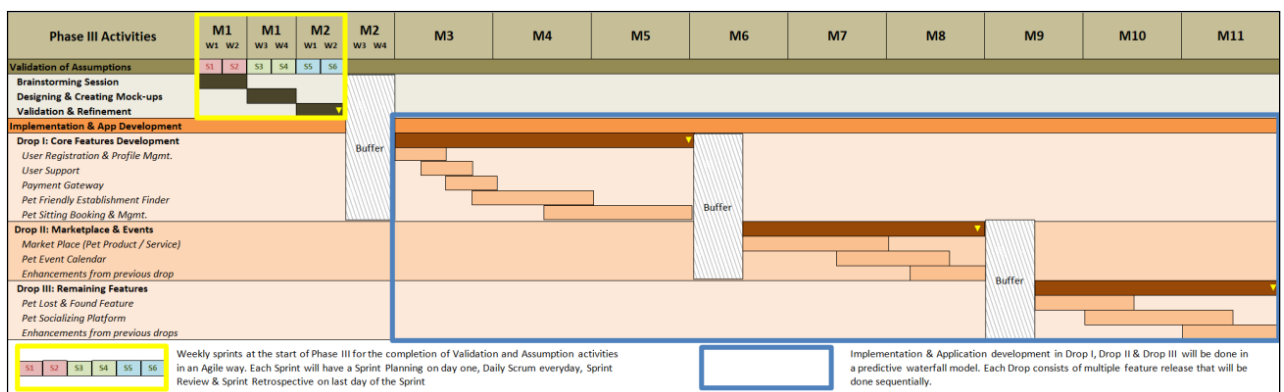 Phase III Activities M1 M1 M2 M2 M3 M4 M5 M6 M7 M8 M9 M10 M11
W1 W2 W3 W4 W1 W2 W3 W4
Validation of Assumptions S1 S2 S3 S4 S5 S6
Brainstorming Session
Designing & Creating Mock-ups
Validation & Refinement
Implementation & App Development
Drop I: Core Features Development
Buffer
User Registration & Profile Mgmt.
User Support
Payment Gateway
Pet Friendly Establishment Finder
Buffer
Pet Sitting Booking & Mgmt.
Drop II: Marketplace & Events
Market Place (Pet Product / Service)
Pet Event Calendar
Enhancements from previous drop
Buffer
Drop III: Remaining Features
Pet Lost & Found Feature
Pet Socializing Platform
Enhancements from previous drops
S1 S2 S3 S4 S5 S6
Weekly sprints at the start of Phase III for the completion of Validation and Assumption activities
in an Agile way. Each Sprint will have a Sprint Planning on day one, Daily Scrum everyday, Sprint
Review & Sprint Retrospective on last day of the Sprint
Implementation & Application development in Drop I, Drop II & Drop III will be done in
a predictive waterfall model. Each Drop consists of multiple feature release that will be
done sequentially.